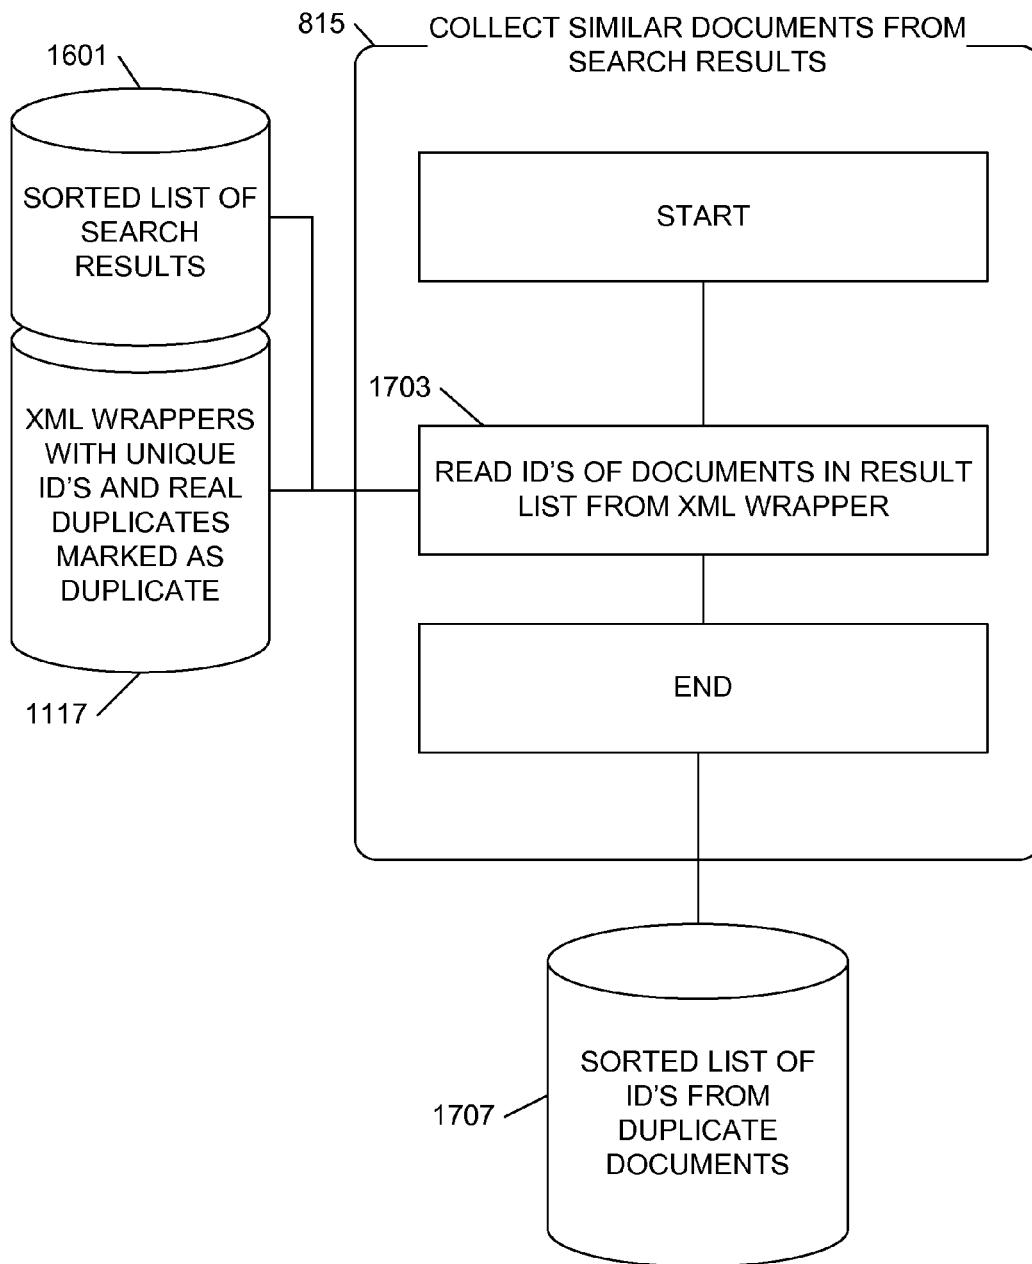 815
COLLECT SIMILAR DOCUMENTS FROM
SEARCH RESULTS
1601
SORTED LIST OF
SEARCH
RESULTS
START
1703
XML WRAPPERS
WITH UNIQUE
ID'S AND REAL
DUPLICATES
MARKED AS
DUPLICATE
READ ID'S OF DOCUMENTS IN RESULT
LIST FROM XML WRAPPER
1117
END
1707
SORTED LIST OF
ID'S FROM
DUPLICATE
DOCUMENTS